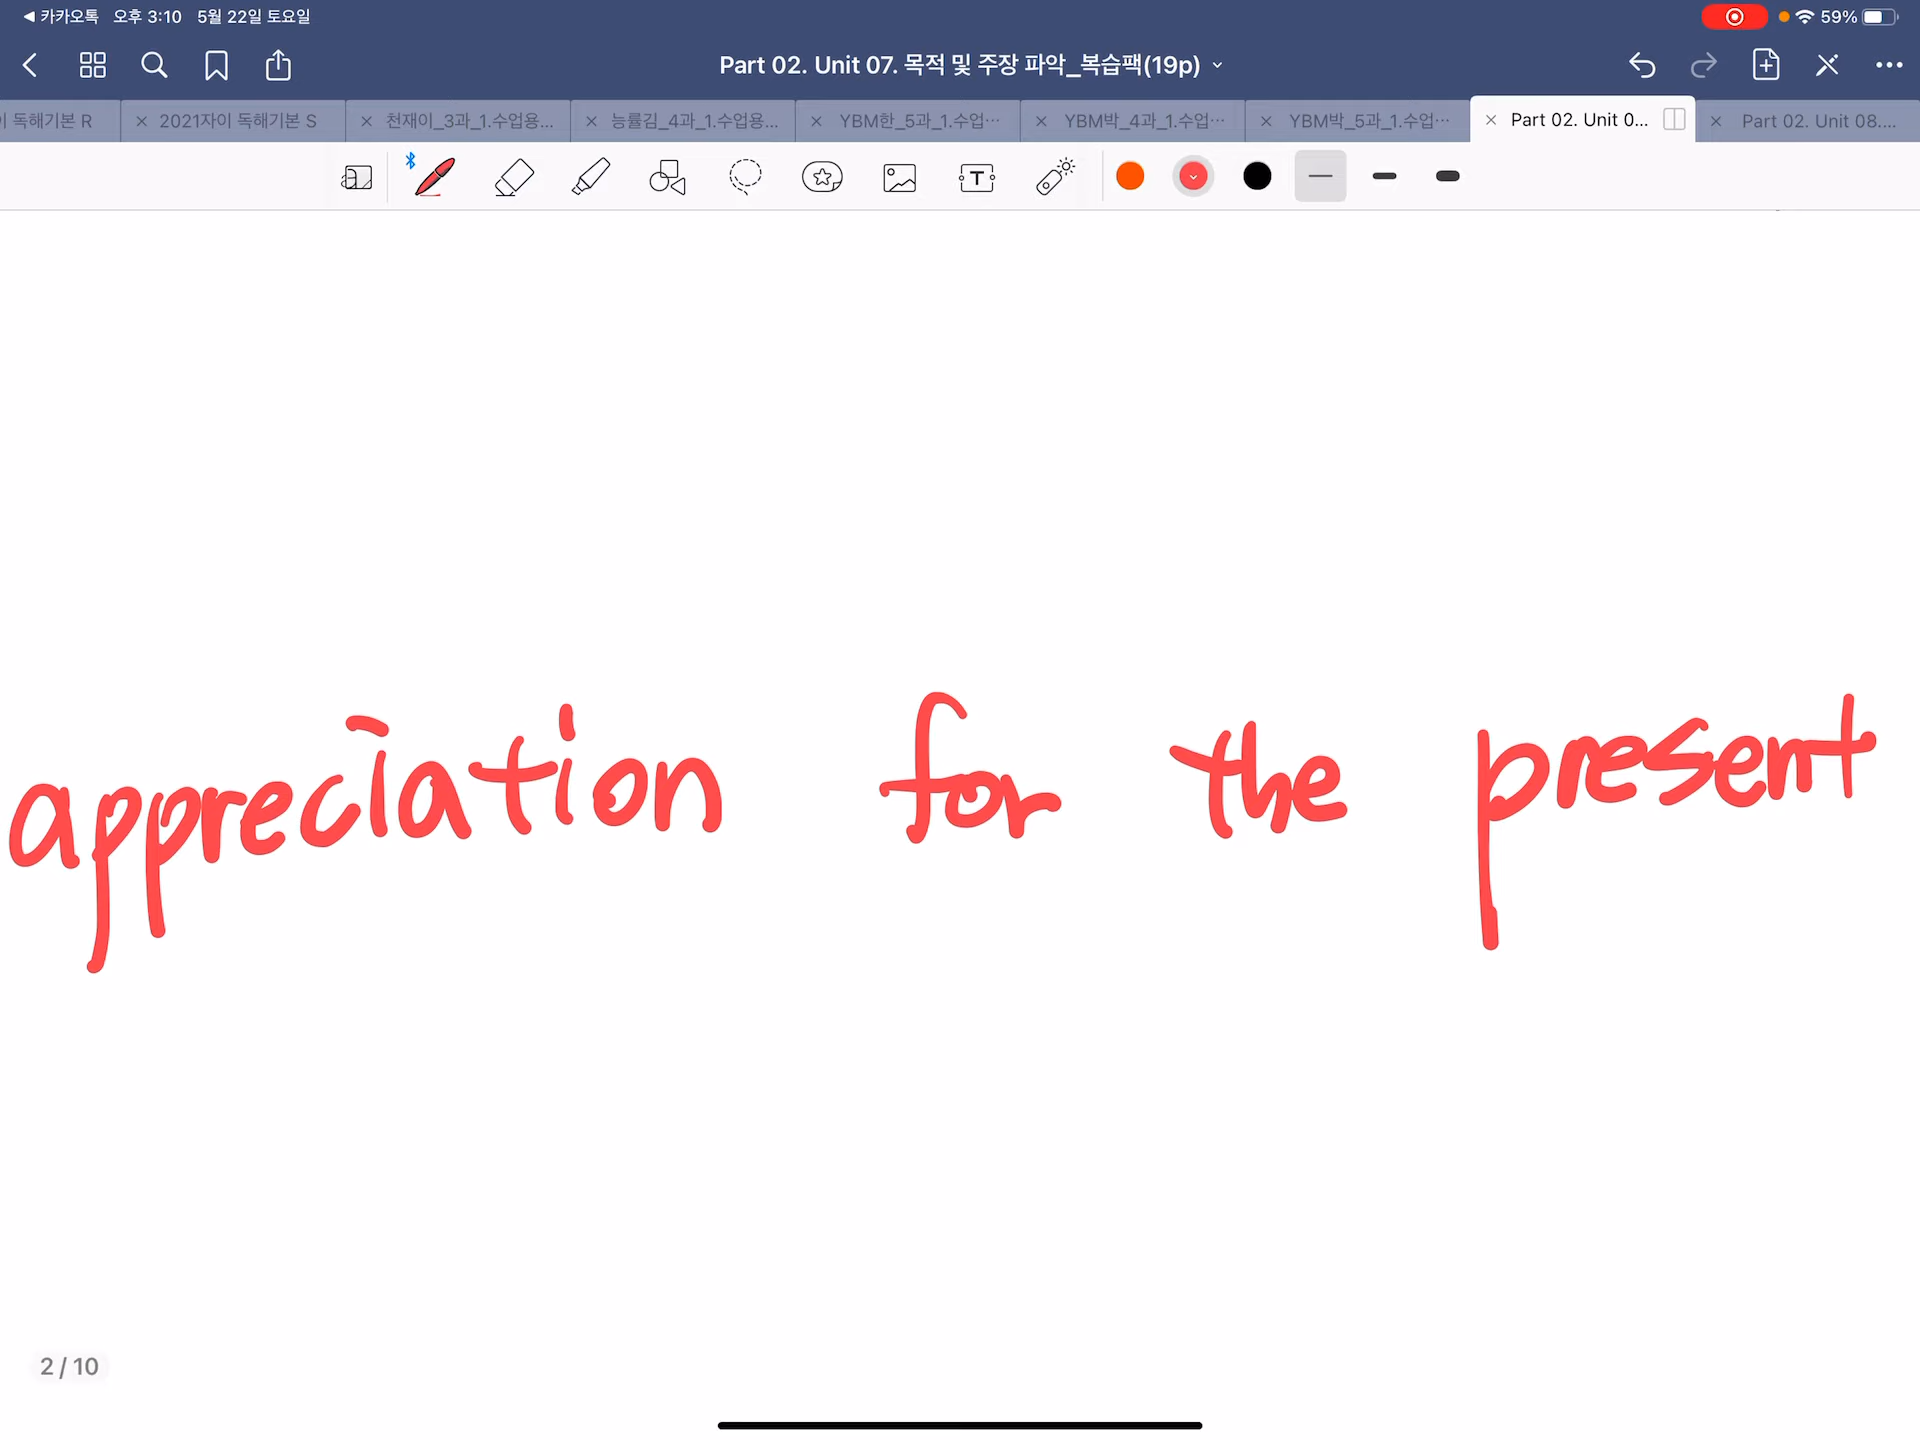 ◀ 카카오톡 오후 3:10 5월 22일 토요일 59%
Part 02. Unit 07. 목적 및 주장 파악_복습팩(19p)
독해기본 R × 2021자이 독해기본 S × 천재이_3과_1.수업용... × 능률김_4과_1.수업용... × YBM한_5과_1.수업... × YBM박_4과_1.수업... × YBM박_5과_1.수업... × Part 02. Unit 0... × Part 02. Unit 08....
a T
appreciation for the present
2 / 10